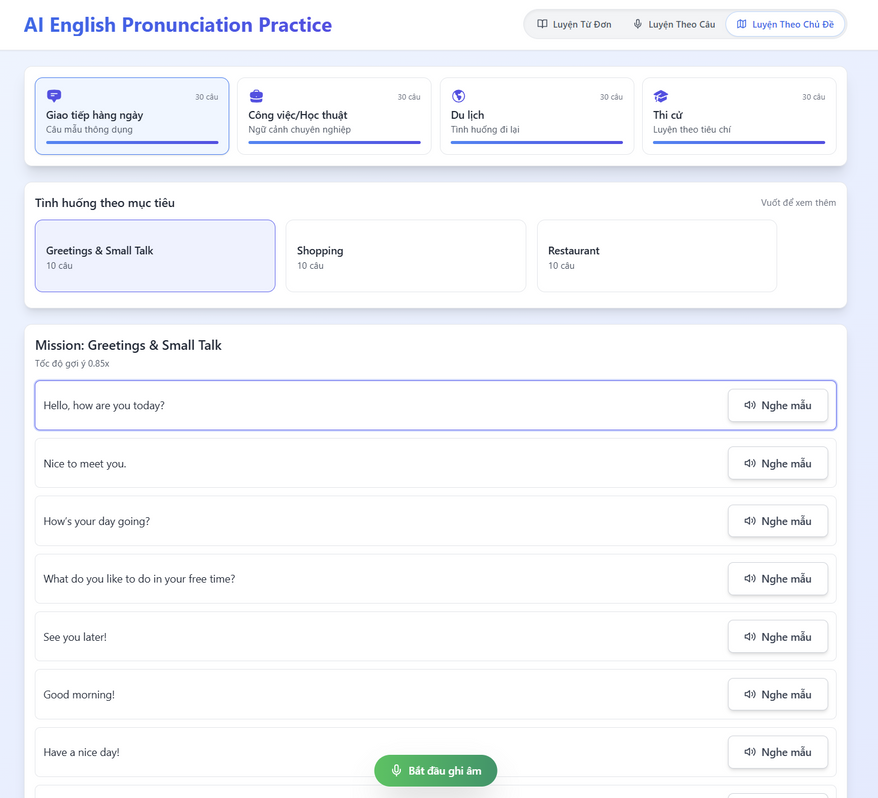 AI English Pronunciation Practice
Luyện Từ Đơn
Luyện Theo Câu
Luyện Theo Chủ Đề
30 câu
Giao tiếp hàng ngày
Câu mẫu thông dụng
30 câu
Công việc/Học thuật
Ngữ cảnh chuyên nghiệp
30 câu
Du lịch
Tình huống đi lại
30 câu
Thi cử
Luyện theo tiêu chí
Tình huống theo mục tiêu
Vuốt để xem thêm
Greetings & Small Talk
10 câu
Shopping
10 câu
Restaurant
10 câu
Mission: Greetings & Small Talk
Tốc độ gợi ý 0.85x
Hello, how are you today?
Nghe mẫu
Nice to meet you.
Nghe mẫu
How's your day going?
Nghe mẫu
What do you like to do in your free time?
Nghe mẫu
See you later!
Nghe mẫu
Good morning!
Nghe mẫu
Have a nice day!
Nghe mẫu
Bắt đầu ghi âm